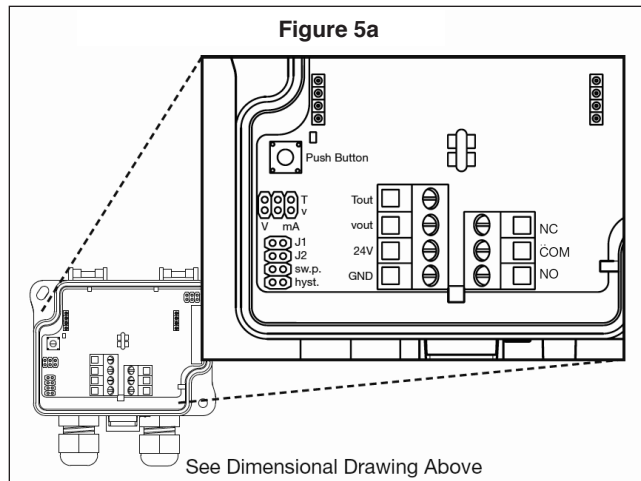 Figure 5a
Push Button
T
v
V mA
J1
J2
sw.p.
hyst.
Tout
vout
24V
GND
NC
COM
NO
See Dimensional Drawing Above